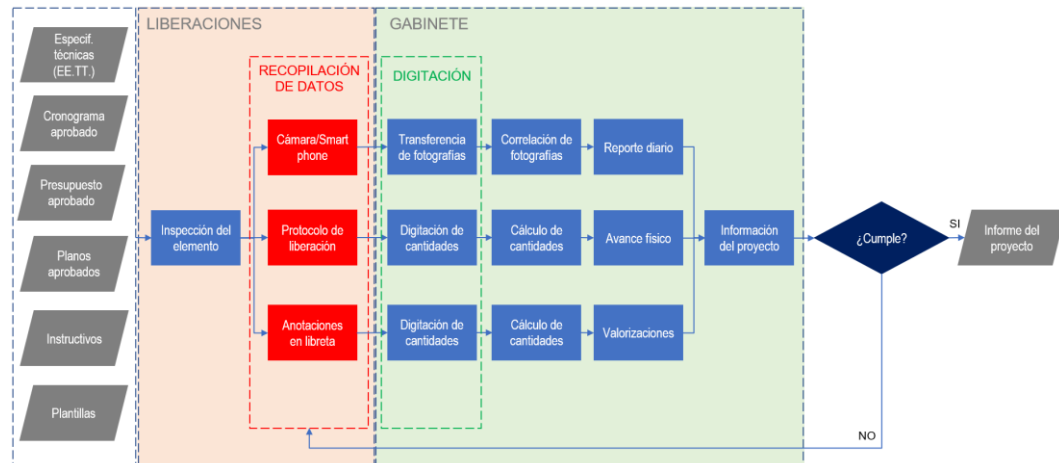 Especif.
técnicas
(EE.TT.)
Cronograma
aprobado
Presupuesto
aprobado
Planos
aprobados
Instructivos
Plantillas
LIBERACIONES
Inspección del
elemento
RECOPILACIÓN
DE DATOS
Cámara/Smart
phone
Protocolo de
liberación
Anotaciones
en libreta
GABINETE
DIGITACIÓN
Transferencia
de fotografías
Correlación de
fotografías
Reporte diario
Digitación de
cantidades
Cálculo de
cantidades
Avance físico
Digitación de
cantidades
Cálculo de
cantidades
Valorizaciones
Información
del proyecto
¿Cumple?
SI
Informe del
proyecto
NO